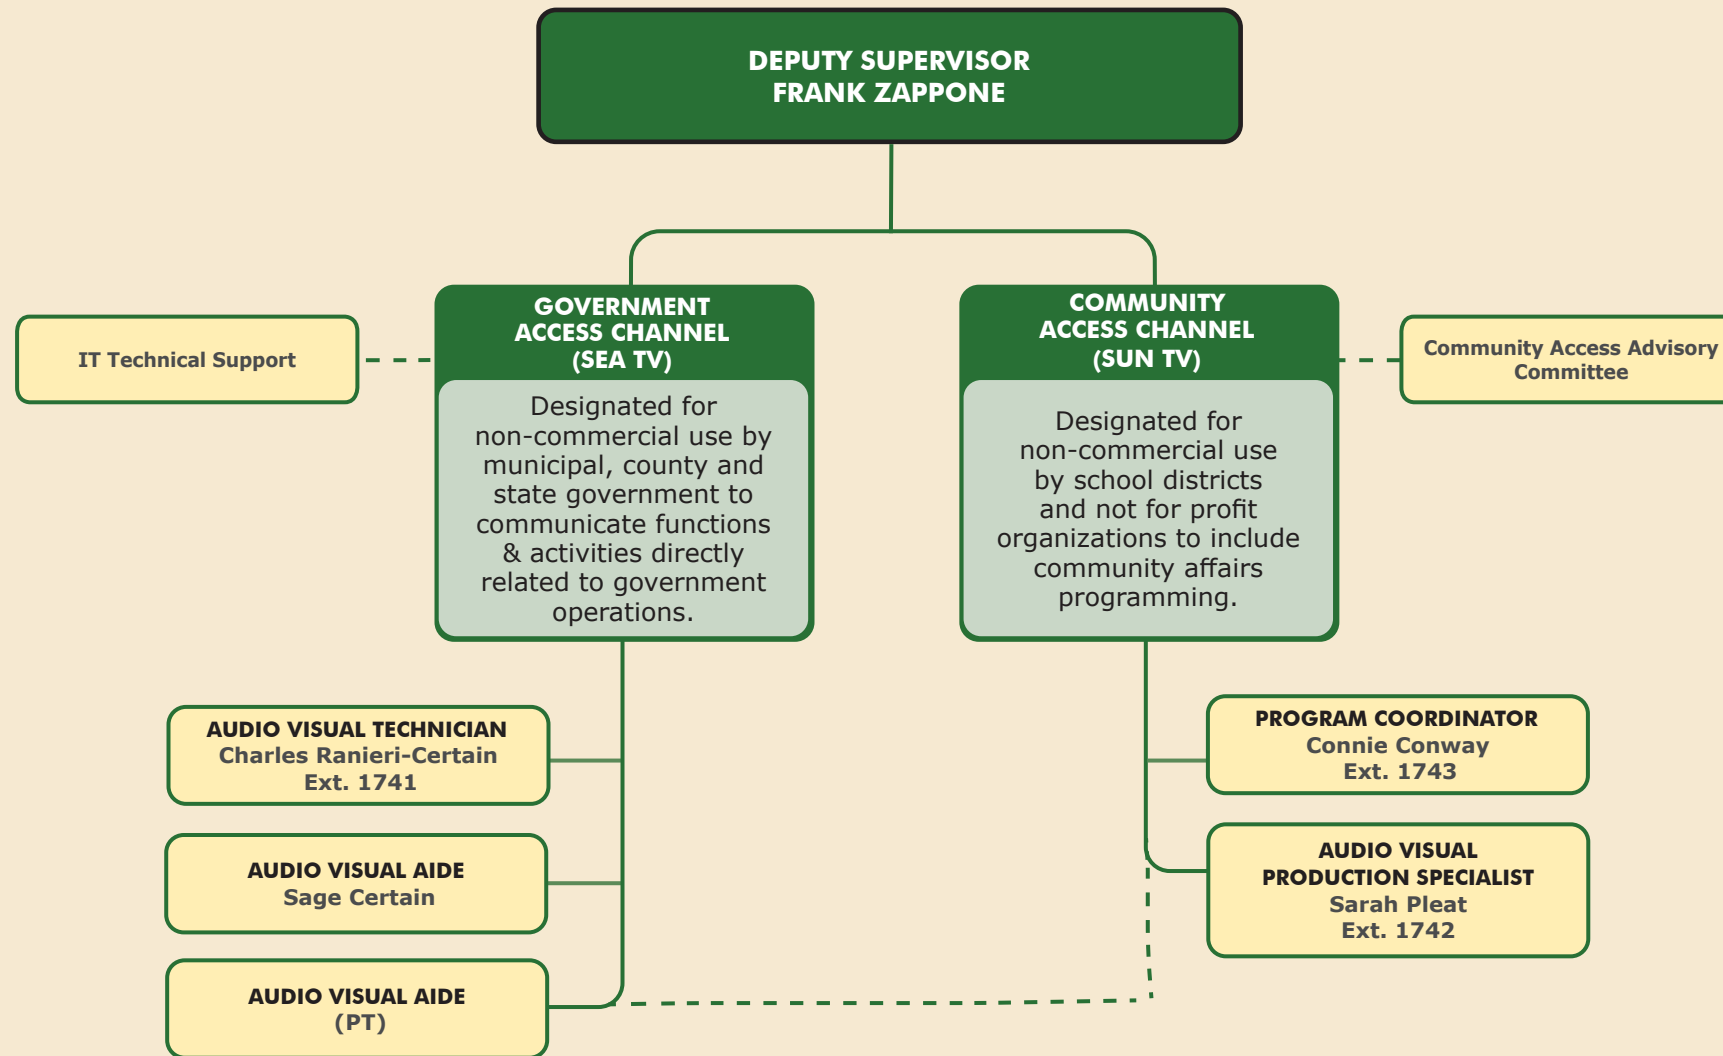 DEPUTY SUPERVISOR
FRANK ZAPPONE
GOVERNMENT
ACCESS CHANNEL
(SEA TV)
COMMUNITY
ACCESS CHANNEL
(SUN TV)
IT Technical Support
Community Access Advisory
Committee
Designated for
non-commercial use by
municipal, county and
state government to
communicate functions
& activities directly
related to government
operations.
Designated for
non-commercial use
by school districts
and not for profit
organizations to include
community affairs
programming.
AUDIO VISUAL TECHNICIAN
Charles Ranieri-Certain
Ext. 1741
AUDIO VISUAL AIDE
Sage Certain
AUDIO VISUAL AIDE
(PT)
PROGRAM COORDINATOR
Connie Conway
Ext. 1743
AUDIO VISUAL
PRODUCTION SPECIALIST
Sarah Pleat
Ext. 1742